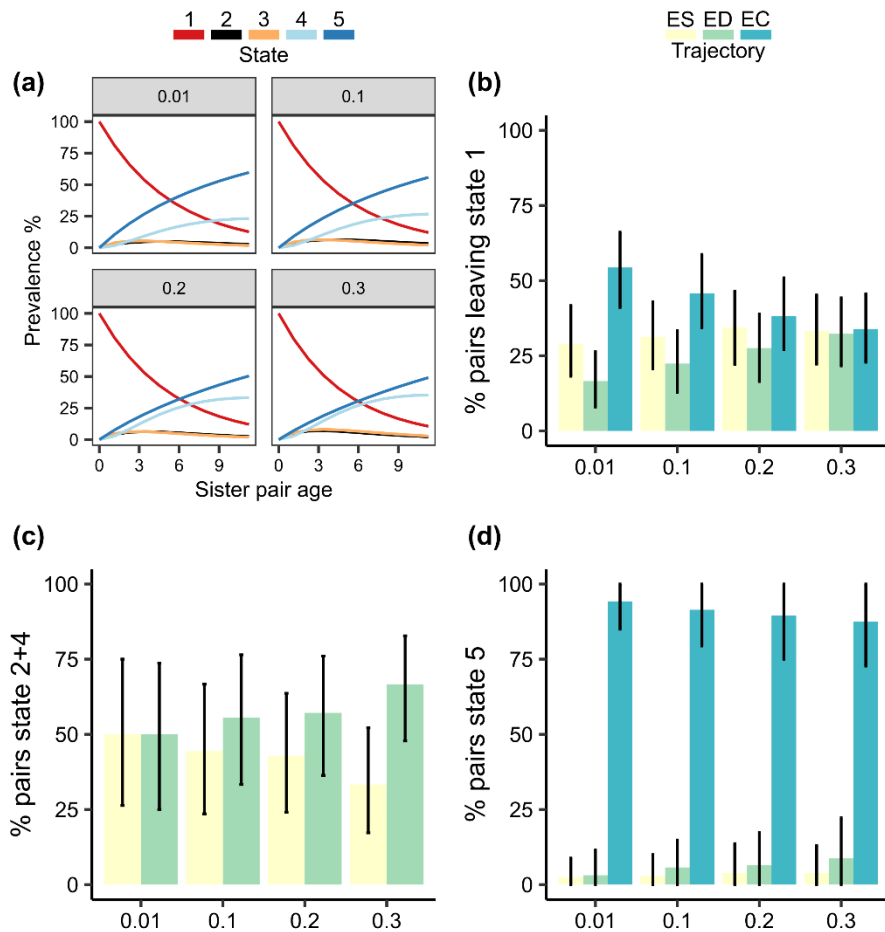 1 2 3 4 5
State
ES ED EC
Trajectory
(a)
0.01
0.1
100
75
50
25
0
0.2
0.3
100
75
50
25
0
Prevalence %
0 3 6 9
0 3 6 9
Sister pair age
(b)
100
75
50
25
0
% pairs leaving state 1
0.01 0.1 0.2 0.3
(c)
100
75
50
25
0
% pairs state 2+4
0.01 0.1 0.2 0.3
(d)
100
75
50
25
0
% pairs state 5
0.01 0.1 0.2 0.3